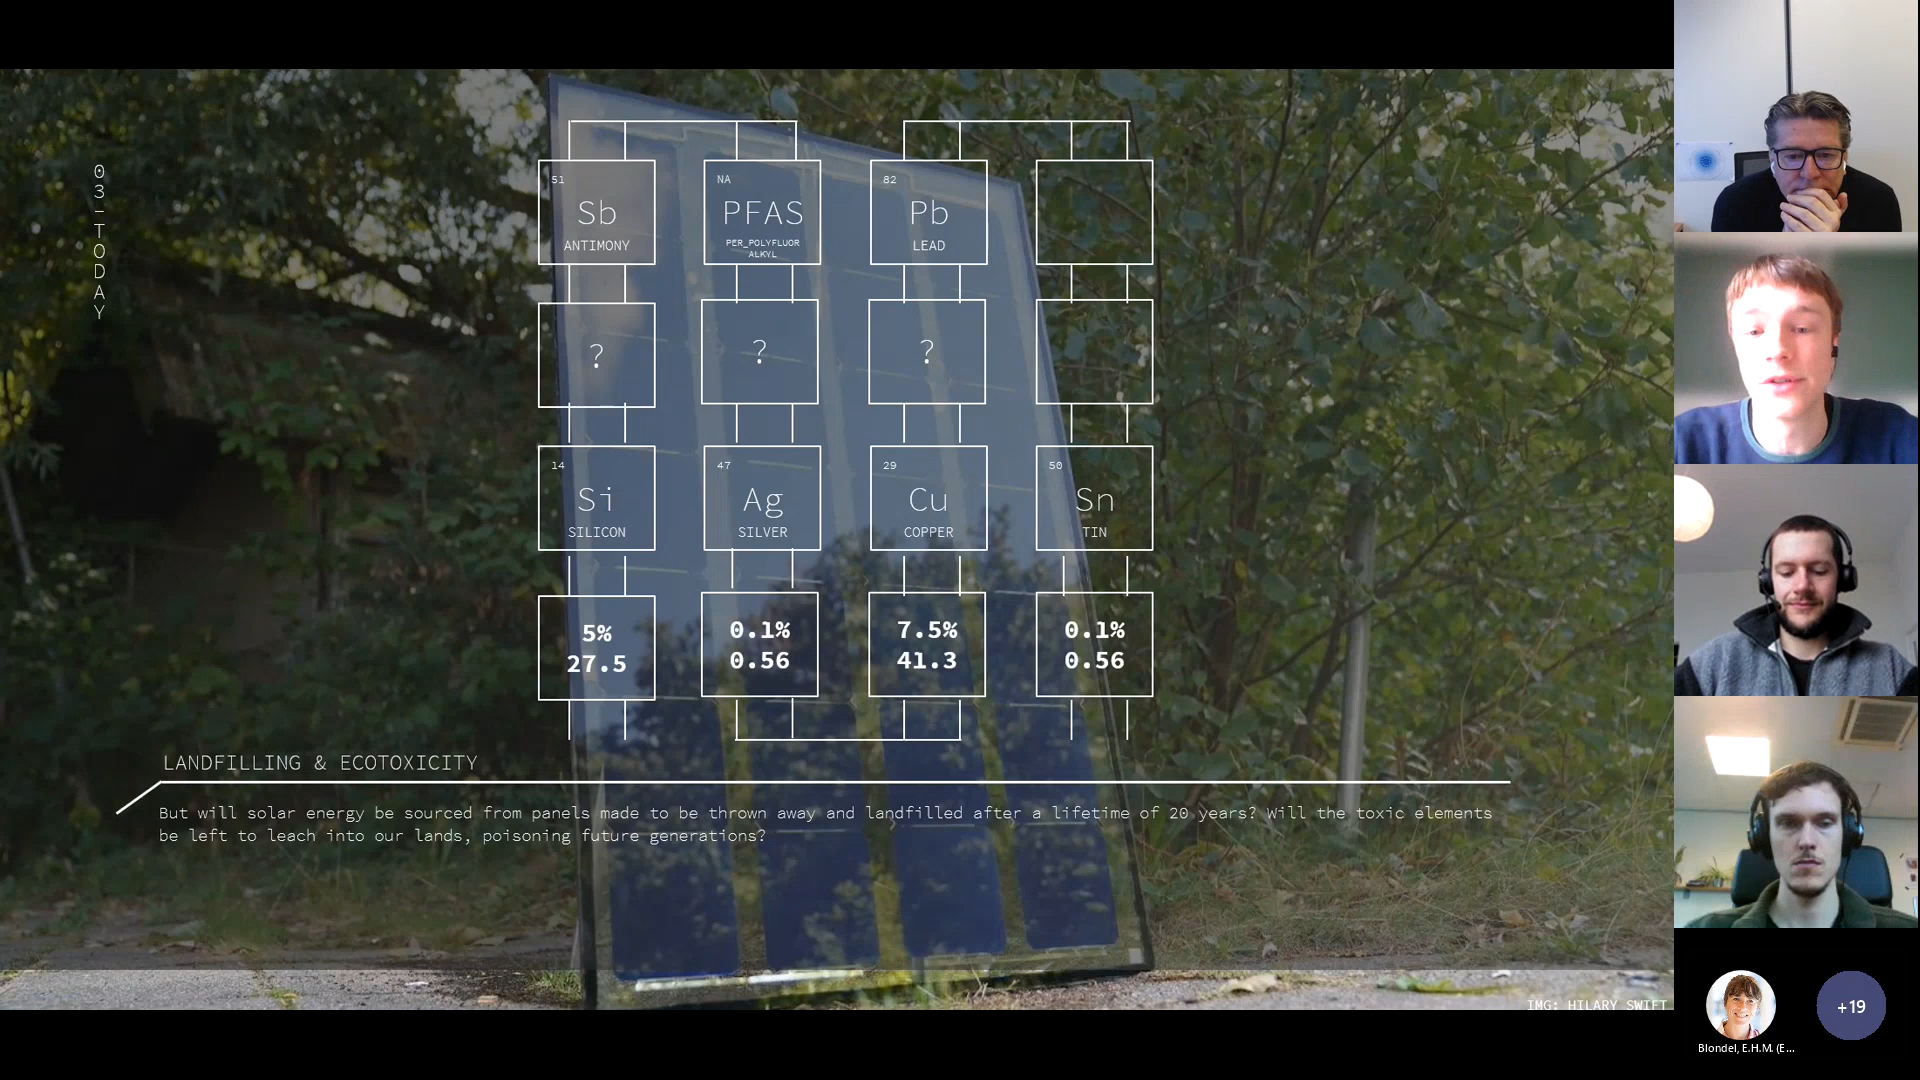 03-TODAY
51
Sb
ANTIMONY
NA
PFAS
PER_POLYFLUOR
ALKYL
82
Pb
LEAD
?
?
?
14
Si
SILICON
47
Ag
SILVER
29
Cu
COPPER
50
Sn
TIN
5%
27.5
0.1%
0.56
7.5%
41.3
0.1%
0.56
LANDFILLING & ECOTOXICITY
But will solar energy be sourced from panels made to be thrown away and landfilled after a lifetime of 20 years? Will the toxic elements
be left to leach into our lands, poisoning future generations?
IMG: HILARY SWIFT
+19
Blondel, E.H.M. (E...